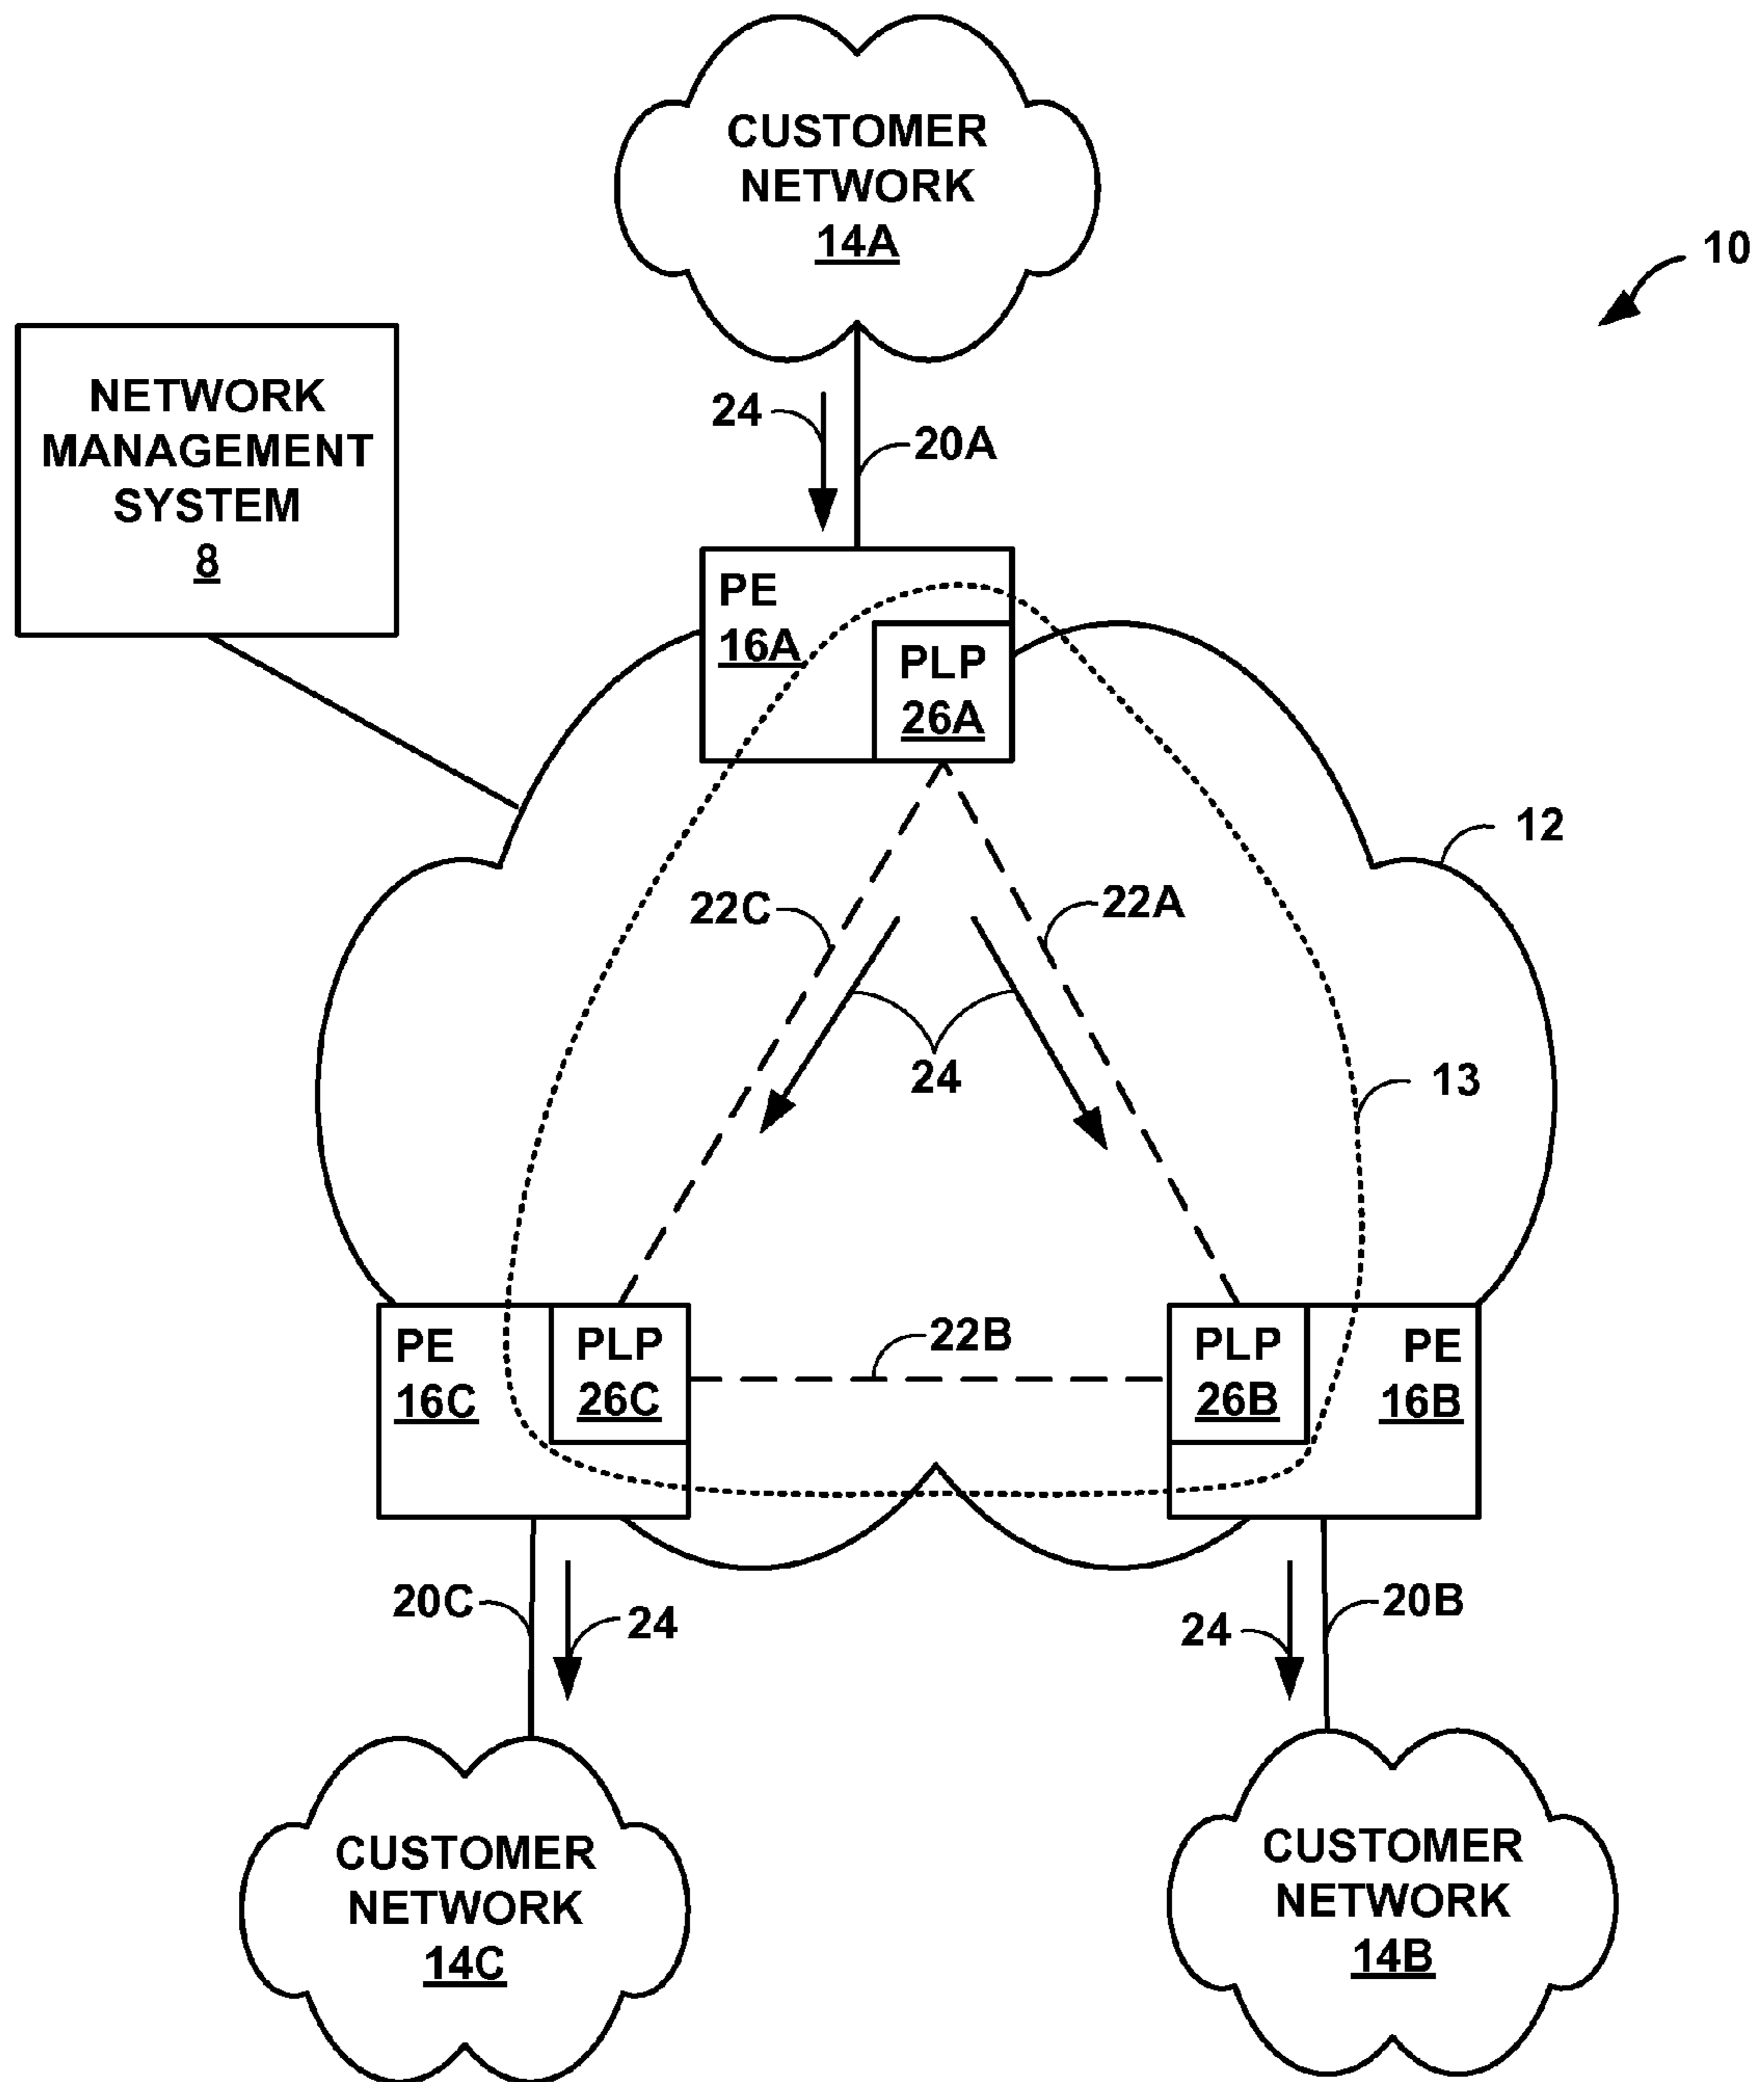 CUSTOMER
NETWORK
14A
10
NETWORK
MANAGEMENT
SYSTEM
8
24
20A
PE
16A
PLP
26A
12
22C
22A
24
13
PE
16C
PLP
26C
22B
PLP
26B
PE
16B
20C
24
24
20B
CUSTOMER
NETWORK
14C
CUSTOMER
NETWORK
14B